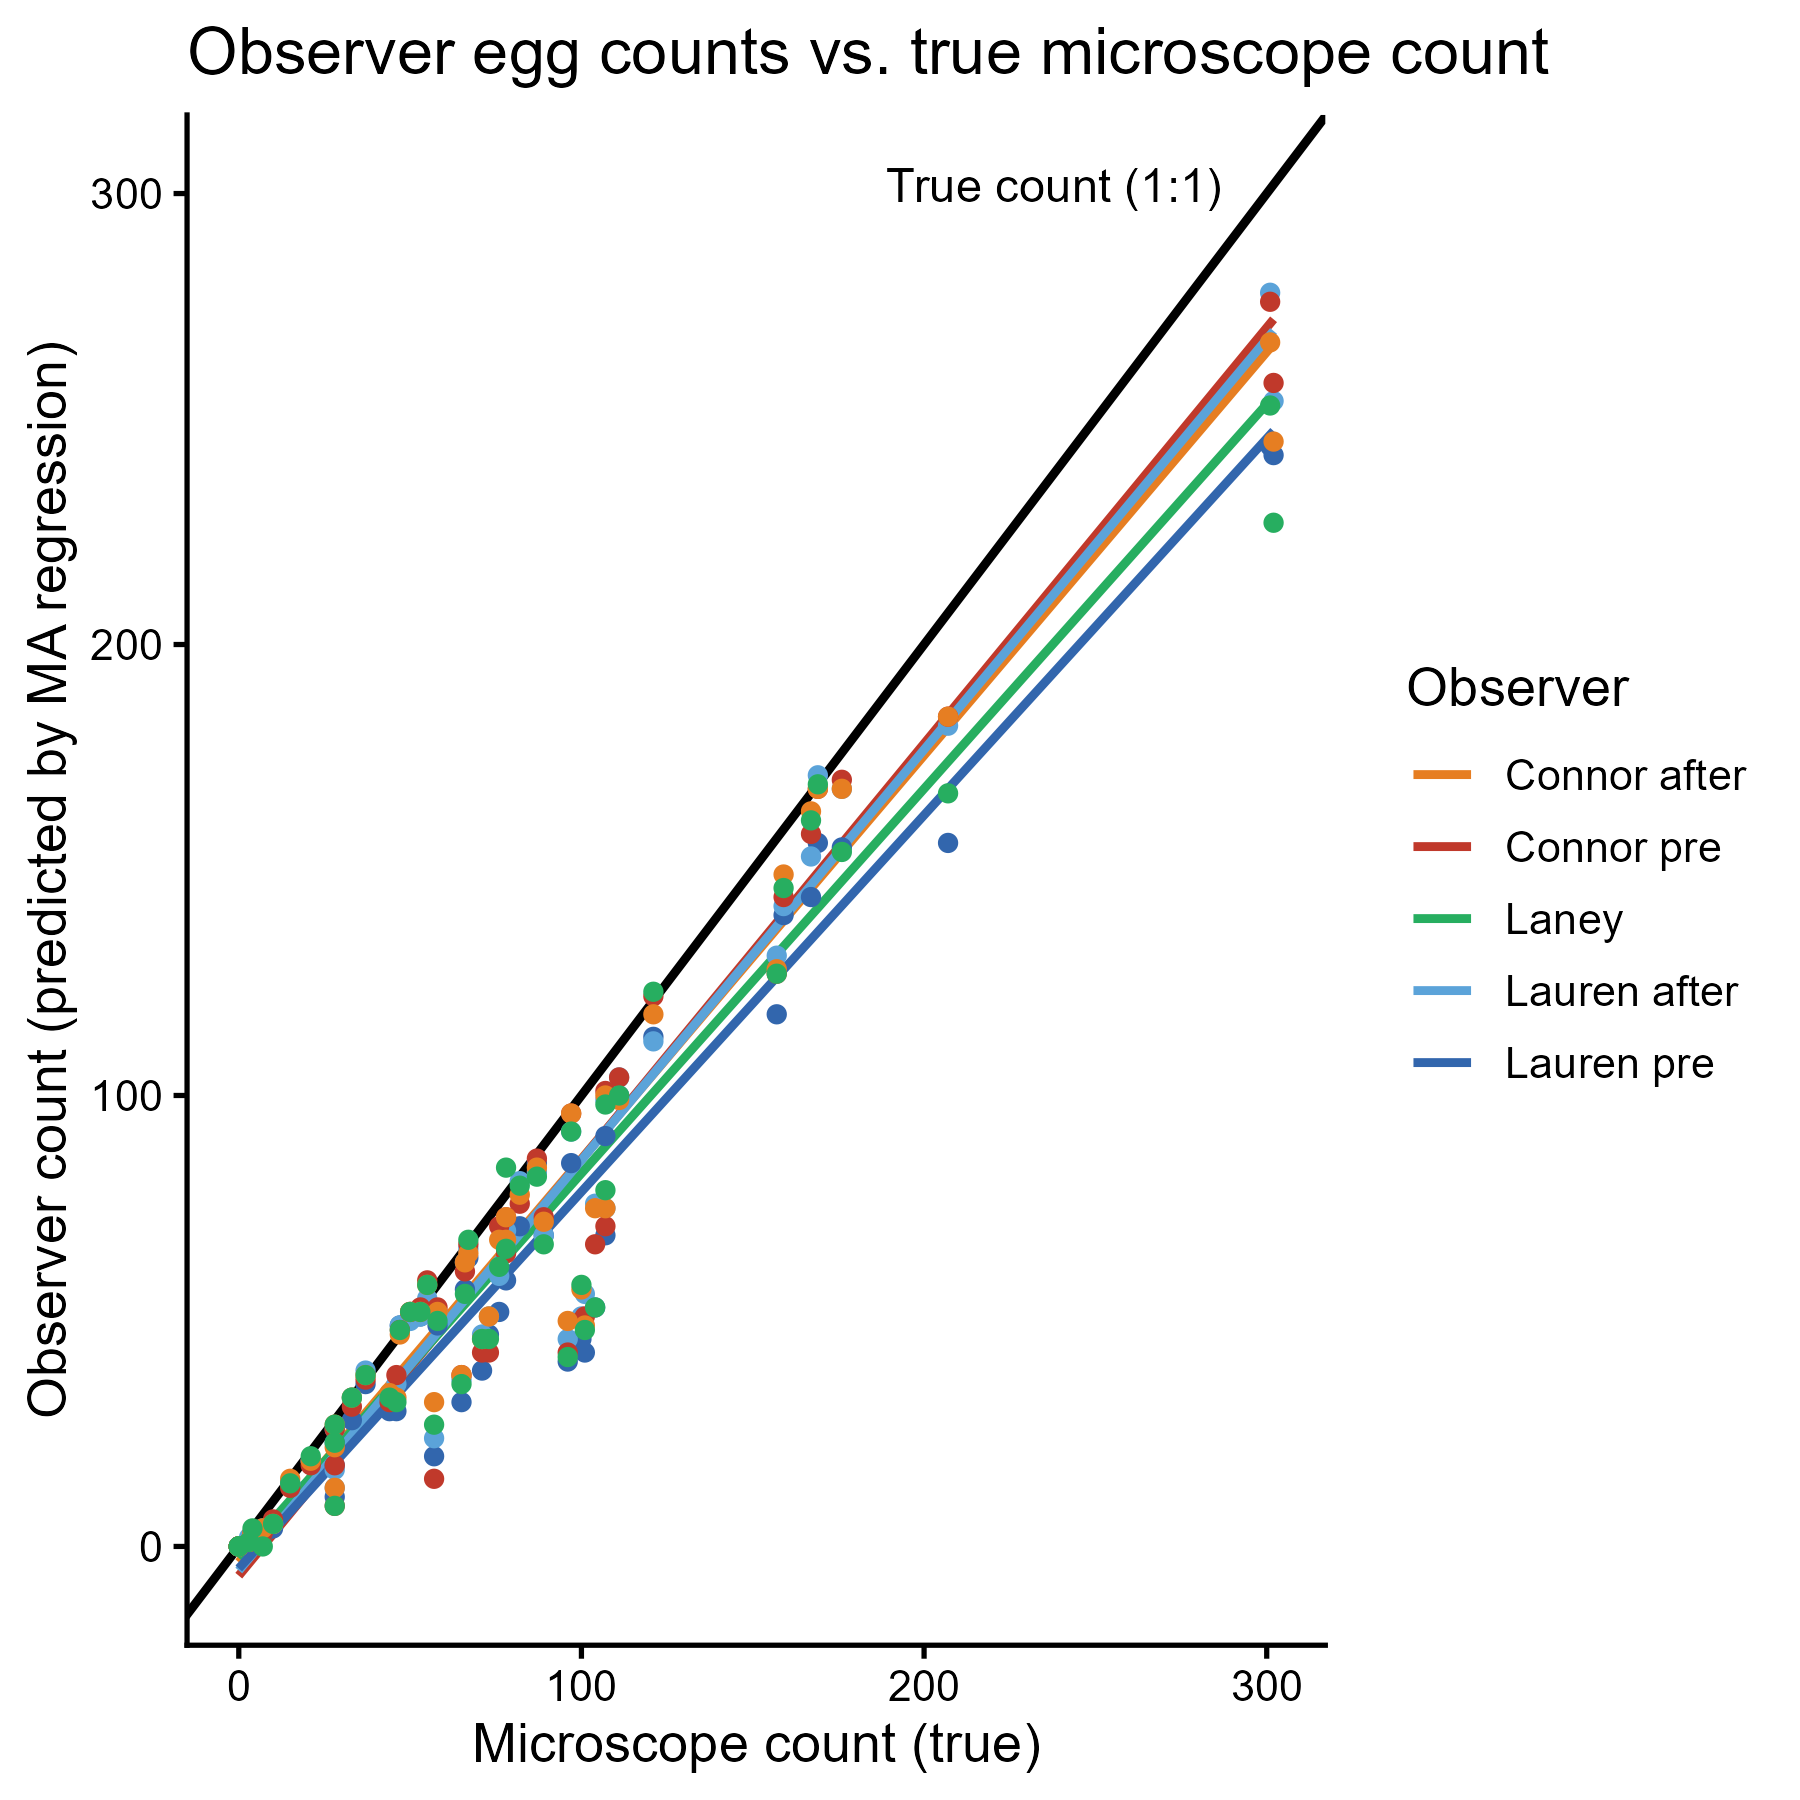 Observer egg counts vs. true microscope count
True count (1:1)
300
200
100
0
Observer count (predicted by MA regression)
0
100
200
300
Microscope count (true)
Observer
Connor after
Connor pre
Laney
Lauren after
Lauren pre